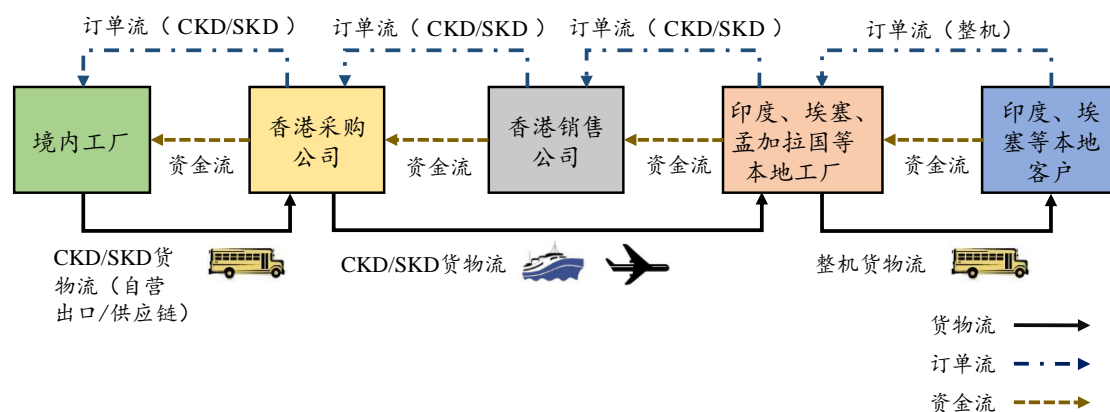 订单流（CKD/SKD）
订单流（CKD/SKD）
订单流（CKD/SKD）
订单流（整机）
境内工厂
香港采购
公司
香港销售
公司
印度、埃塞、
孟加拉国等
本地工厂
印度、埃
塞等本地
客户
资金流
资金流
资金流
资金流
CKD/SKD货
物流（自营
出口/供应链）
CKD/SKD货物流
整机货物流
货物流
订单流
资金流